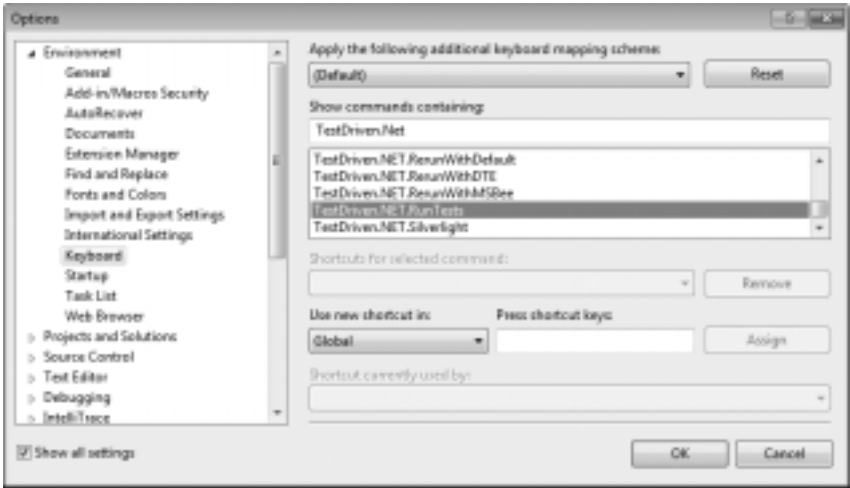 Options
Environment
General
Add-in/Macros Security
AutoRecover
Documents
Extension Manager
Find and Replace
Fonts and Colors
Import and Export Settings
International Settings
Keyboard
Startup
Task List
Web Browser
Projects and Solutions
Source Control
Text Editor
Debugging
IntelliTrace
Show all settings
Apply the following additional keyboard mapping scheme:
(Default)
Reset
Show commands containing:
TestDriven.Net
TestDriven.NET.RerunWithDefault
TestDriven.NET.RerunWithDTE
TestDriven.NET.RerunWithMSBee
TestDriven.NET.RunTests
TestDriven.NET.Silverlight
Shortcuts for selected command:
Remove
Use new shortcut in:
Press shortcut keys:
Global
Assign
Shortcut currently used by:
OK
Cancel